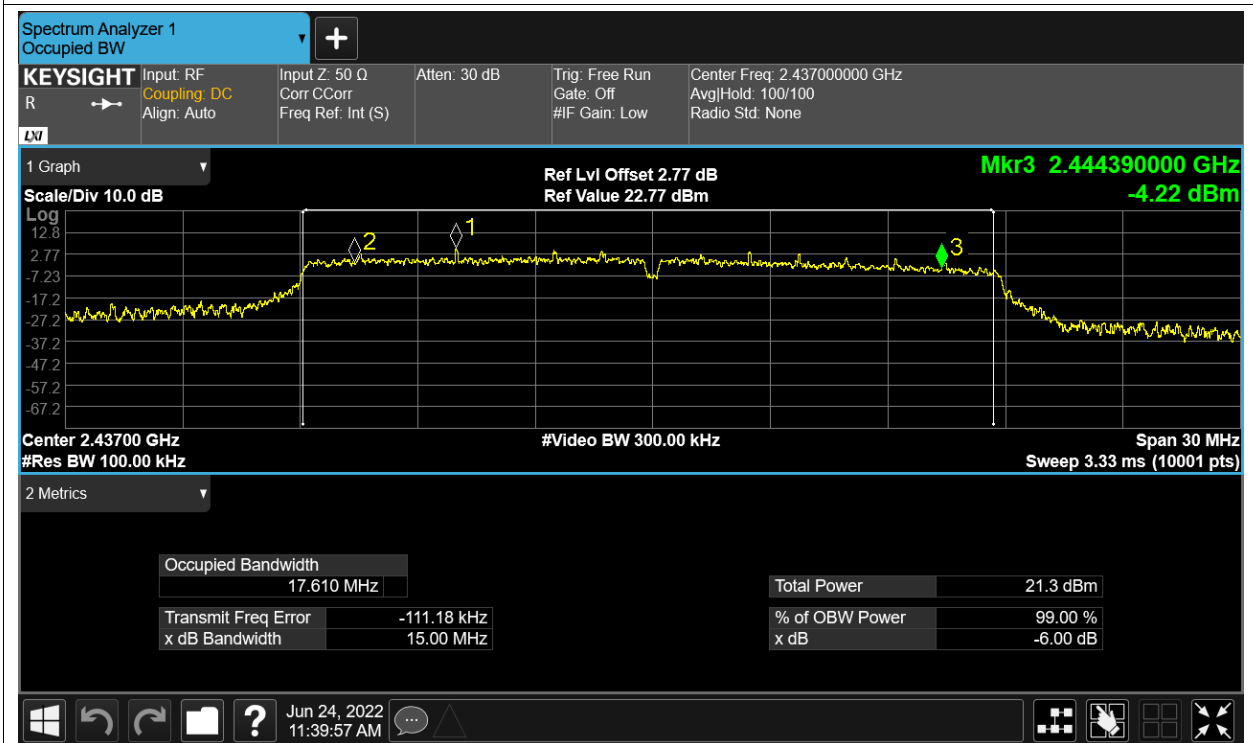 Spectrum Analyzer 1
Occupied BW
KEYSIGHT
R
LXI
Input: RF
Coupling: DC
Align: Auto
Input Z: 50 Ω
Corr CCorr
Freq Ref: Int (S)
Atten: 30 dB
Trig: Free Run
Gate: Off
#IF Gain: Low
Center Freq: 2.437000000 GHz
Avg|Hold: 100/100
Radio Std: None
1 Graph
Scale/Div 10.0 dB
Ref Lvl Offset 2.77 dB
Ref Value 22.77 dBm
Mkr3 2.444390000 GHz
-4.22 dBm
Log
12.8
2.77
-7.23
-17.2
-27.2
-37.2
-47.2
-57.2
-67.2
2
1
3
Center 2.43700 GHz
#Res BW 100.00 kHz
#Video BW 300.00 kHz
Span 30 MHz
Sweep 3.33 ms (10001 pts)
2 Metrics
Occupied Bandwidth
17.610 MHz
Transmit Freq Error -111.18 kHz
x dB Bandwidth 15.00 MHz
Total Power 21.3 dBm
% of OBW Power 99.00 %
x dB -6.00 dB
?
Jun 24, 2022
11:39:57 AM